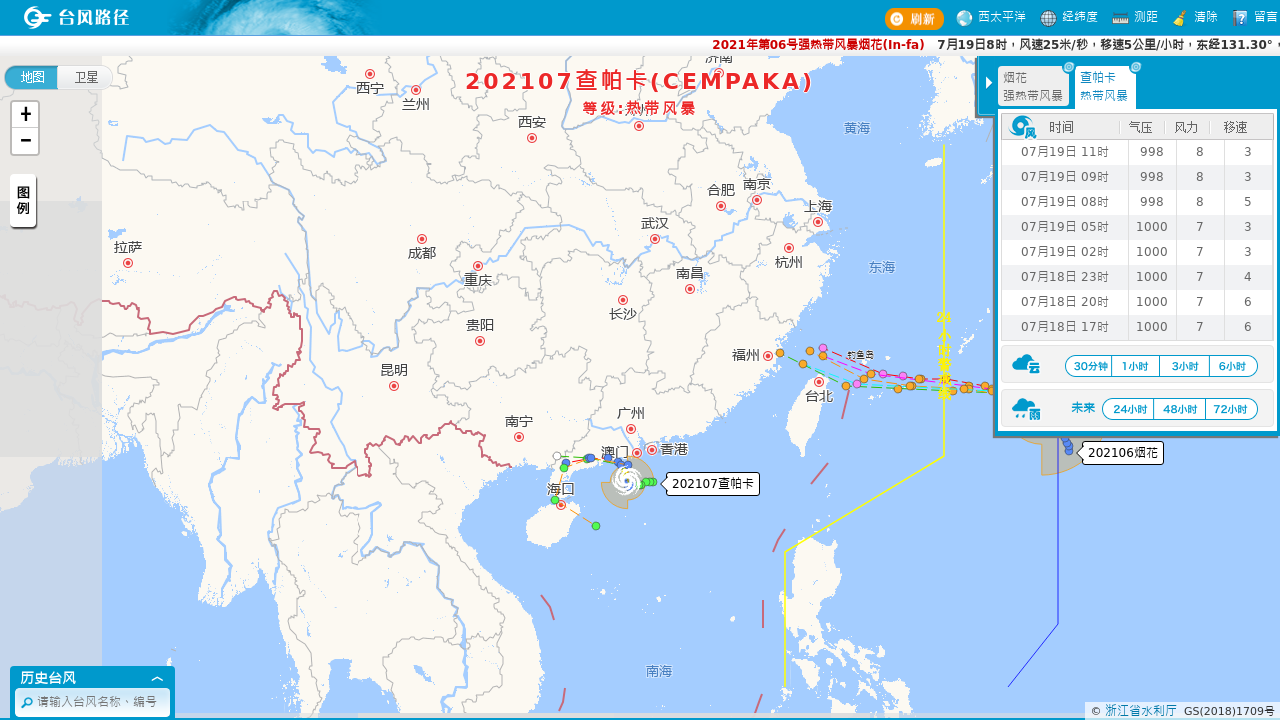 台风路径
刷新 西太平洋 经纬度 测距 清除 留言
2021年第06号强热带风暴烟花(In-fa) 7月19日8时，风速25米/秒，移速5公里/小时，东经131.30°，
地图 卫星
202107查帕卡(CEMPAKA)
等级:热带风暴
+
−
图例
济南
西宁
兰州
西安
黄海
合肥
南京
上海
武汉
杭州
拉萨
成都
重庆
南昌
东海
长沙
贵阳
24小时警戒线
福州
钓鱼岛
昆明
台北
南宁
广州
澳门
香港
海口
202107查帕卡
202106烟花
南海
烟花
强热带风暴
查帕卡
热带风暴
风 时间 气压 风力 移速
07月19日 11时 998 8 3
07月19日 09时 998 8 3
07月19日 08时 998 8 5
07月19日 05时 1000 7 3
07月19日 02时 1000 7 3
07月18日 23时 1000 7 4
07月18日 20时 1000 7 6
07月18日 17时 1000 7 6
云 30分钟 1小时 3小时 6小时
雨 未来 24小时 48小时 72小时
历史台风
请输入台风名称、编号
© 浙江省水利厅 GS(2018)1709号